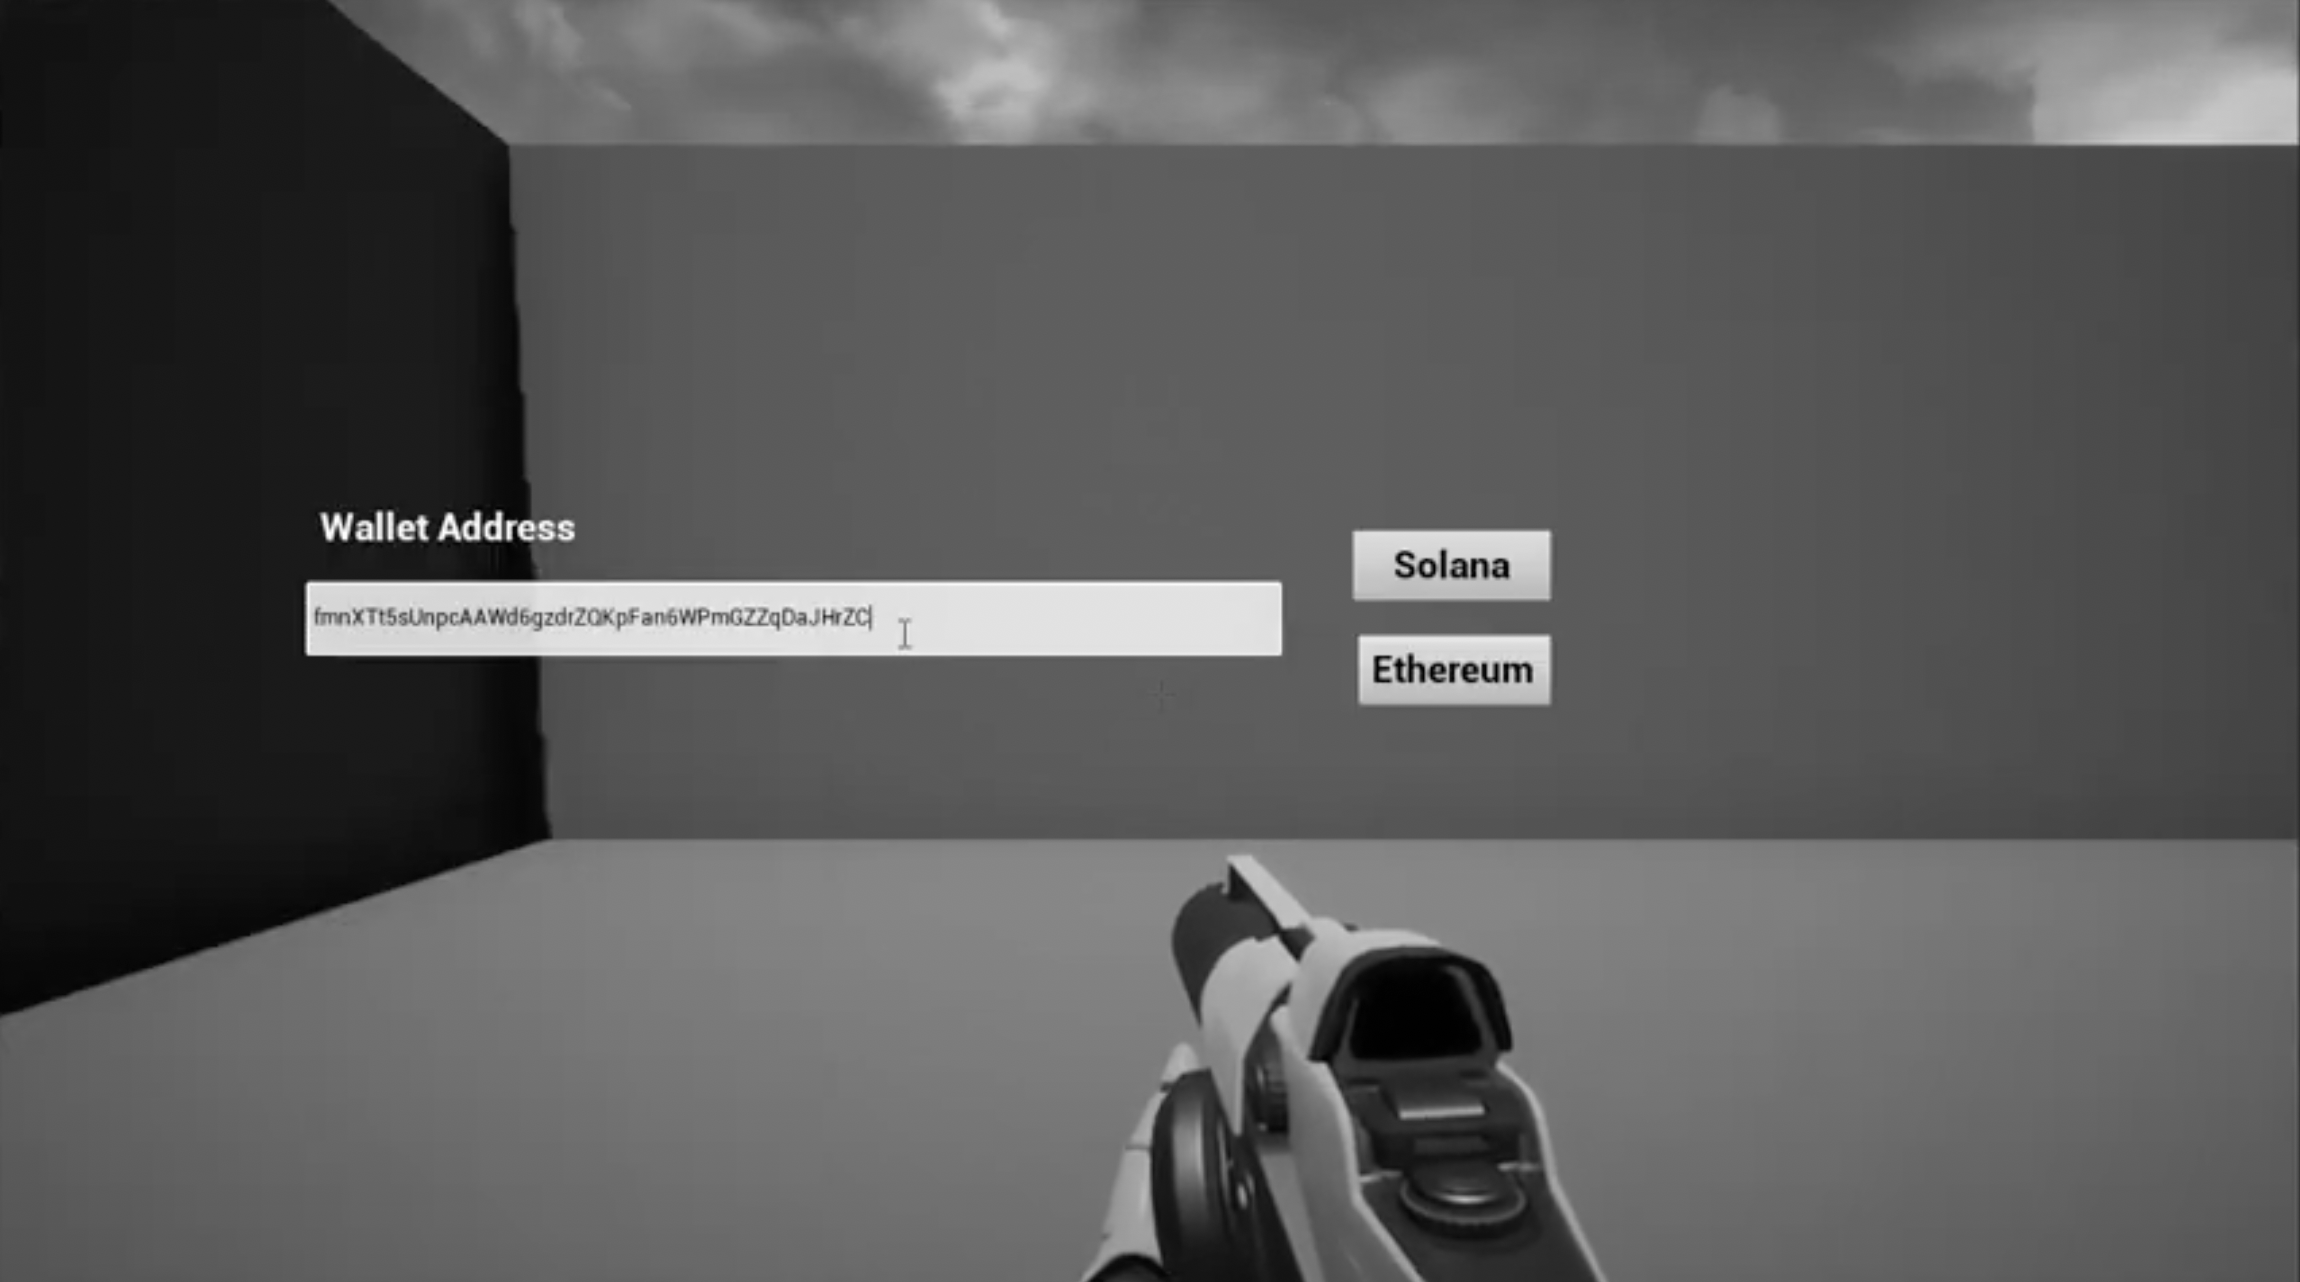 Wallet Address
Solana
fmnXTt5sUnpcAAWd6gzdrZQKpFan6WPmGZZqDaJHrZC
Ethereum